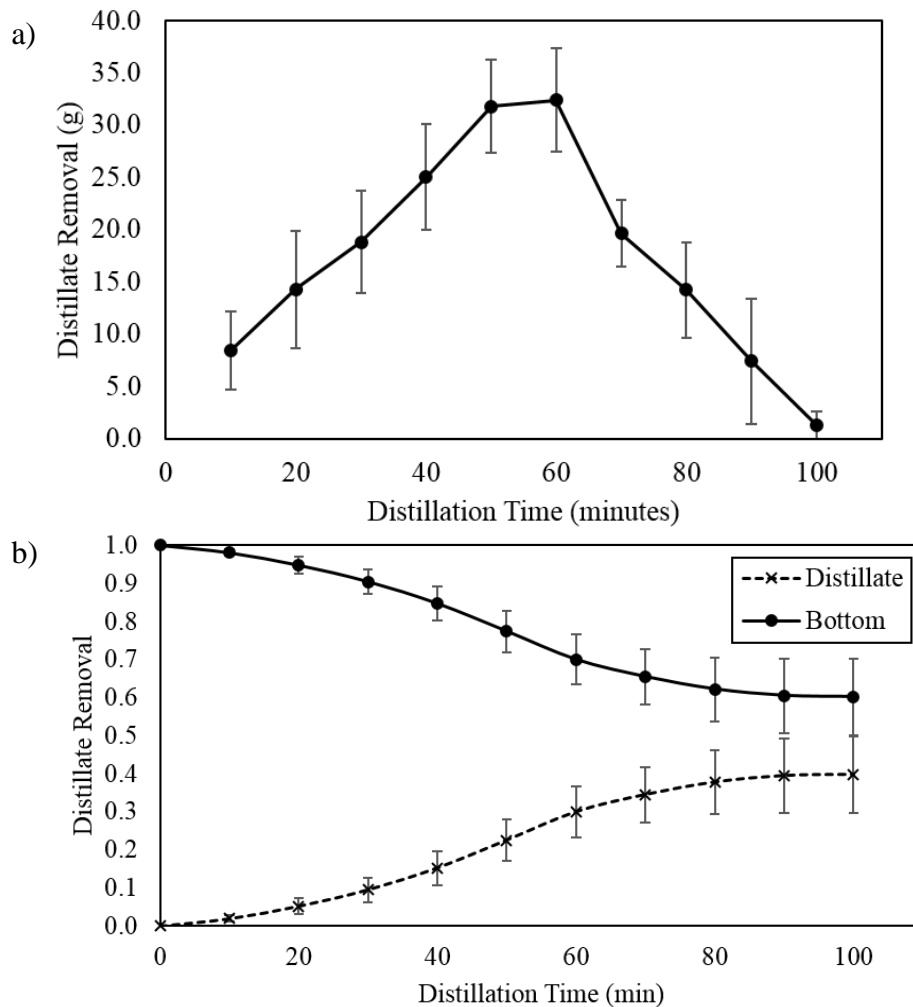 a)
Distillate Removal (g)
40.0
35.0
30.0
25.0
20.0
15.0
10.0
5.0
0.0
0 20 40 60 80 100
Distillation Time (minutes)
b)
Distillate Removal
1.0
0.9
0.8
0.7
0.6
0.5
0.4
0.3
0.2
0.1
0.0
Distillate
Bottom
0 20 40 60 80 100
Distillation Time (min)